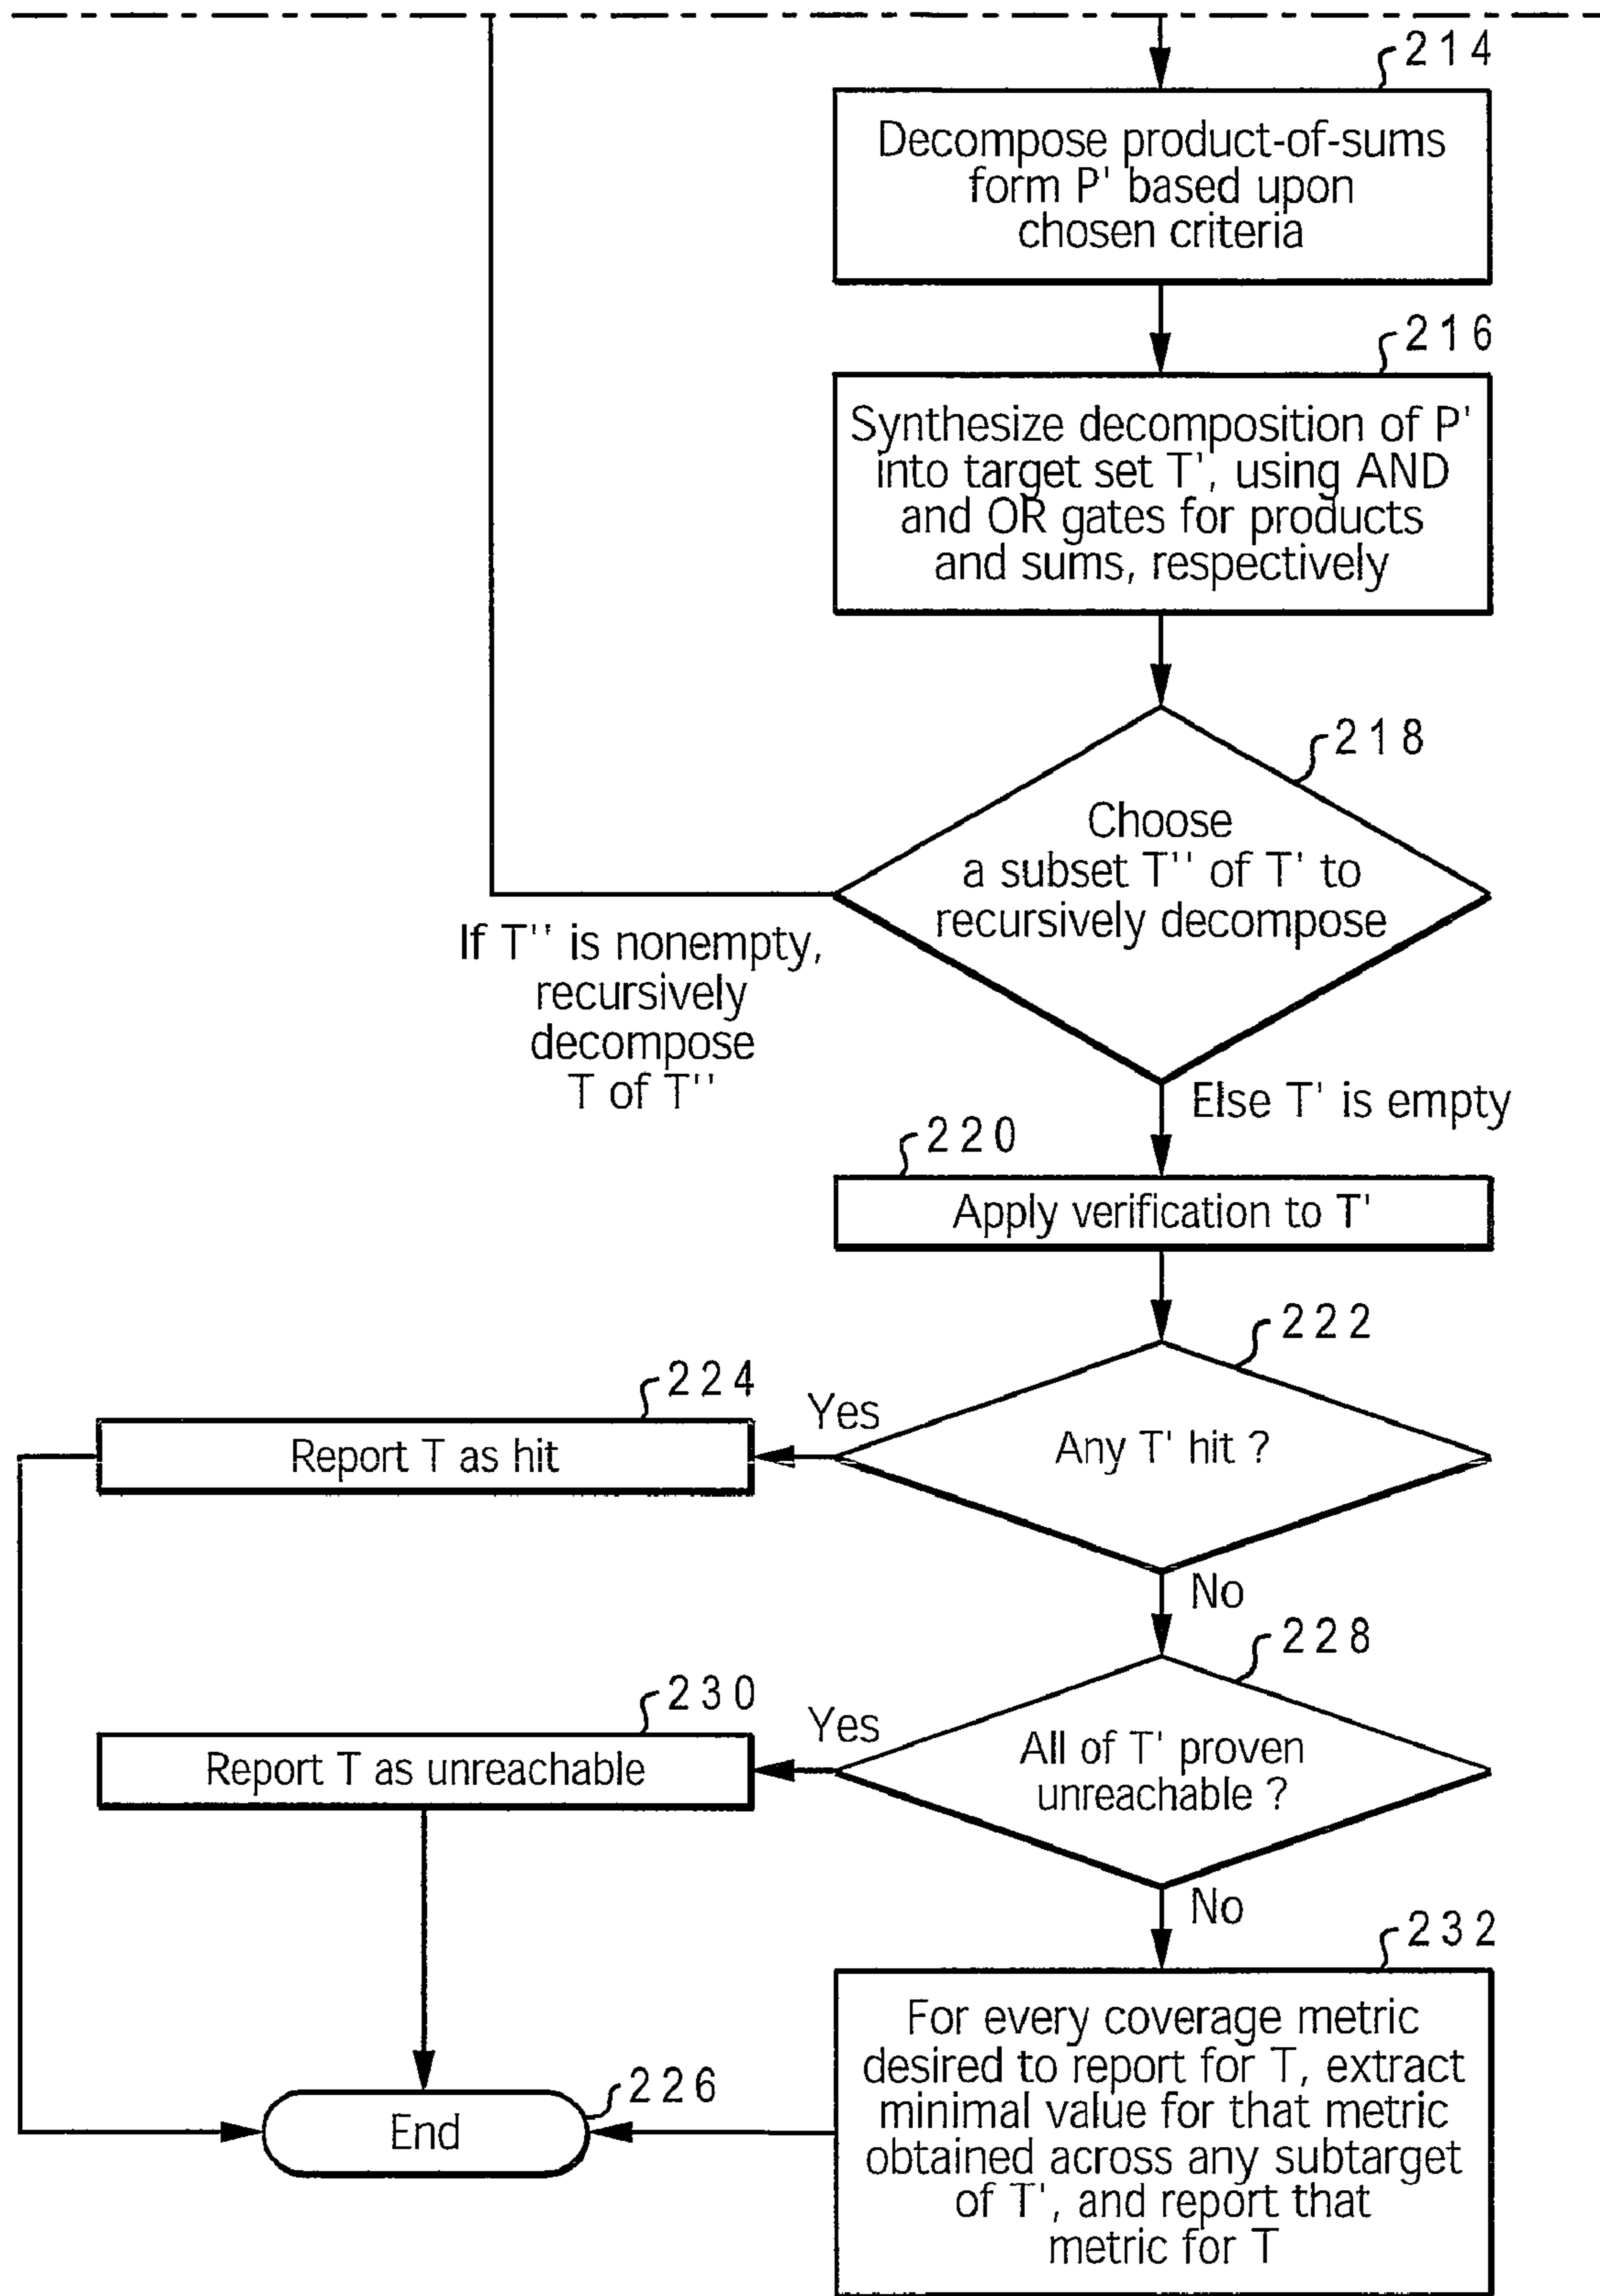 214
Decompose product-of-sums
form P' based upon
chosen criteria
216
Synthesize decomposition of P'
into target set T', using AND
and OR gates for products
and sums, respectively
218
Choose
a subset T'' of T' to
recursively decompose
If T'' is nonempty,
recursively
decompose
T of T''
Else T' is empty
220
Apply verification to T'
222
Any T' hit ?
Yes
224
Report T as hit
No
228
All of T' proven
unreachable ?
Yes
230
Report T as unreachable
No
232
For every coverage metric
desired to report for T, extract
minimal value for that metric
obtained across any subtarget
of T', and report that
metric for T
226
End